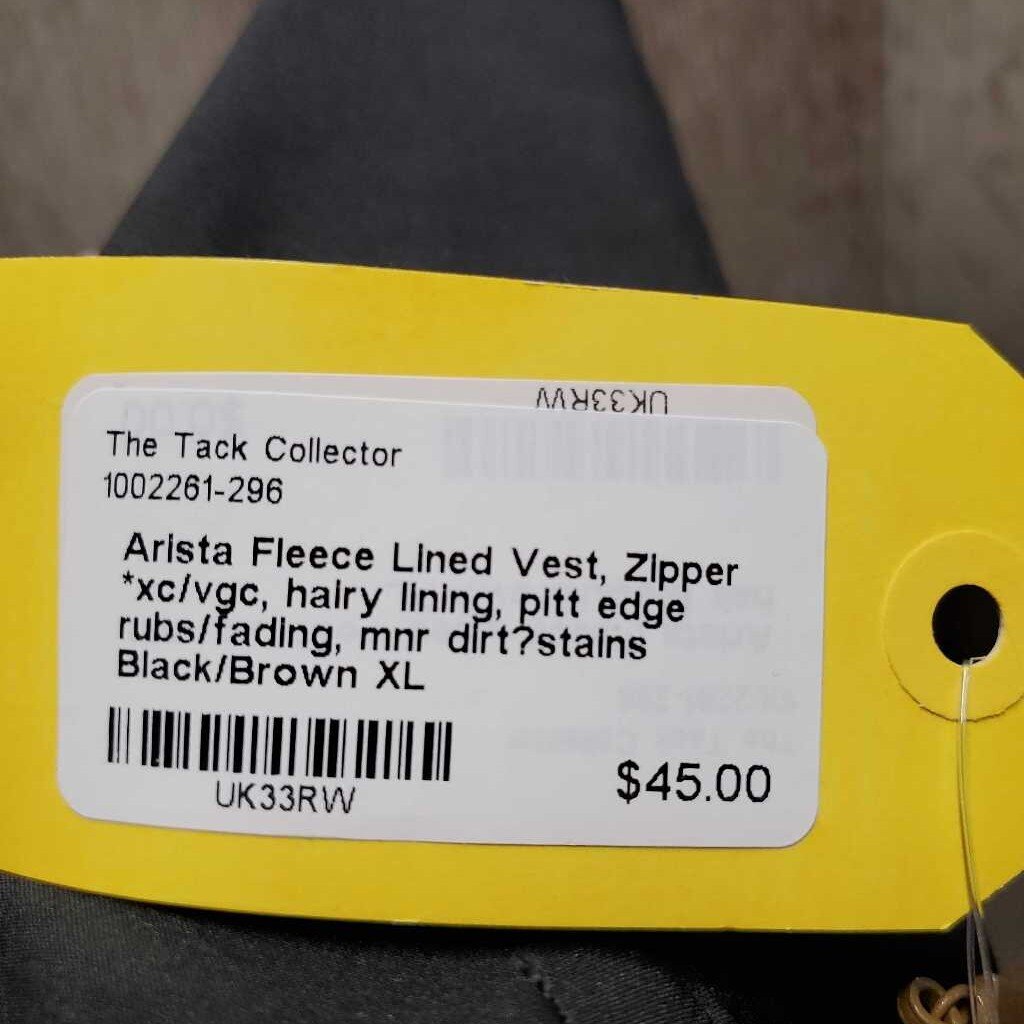 UK33RW
The Tack Collector
1002261-296
Arista Fleece Lined Vest, Zipper
*xc/vgc, hairy lining, pitt edge
rubs/fading, mnr dirt?stains
Black/Brown XL
UK33RW
$45.00